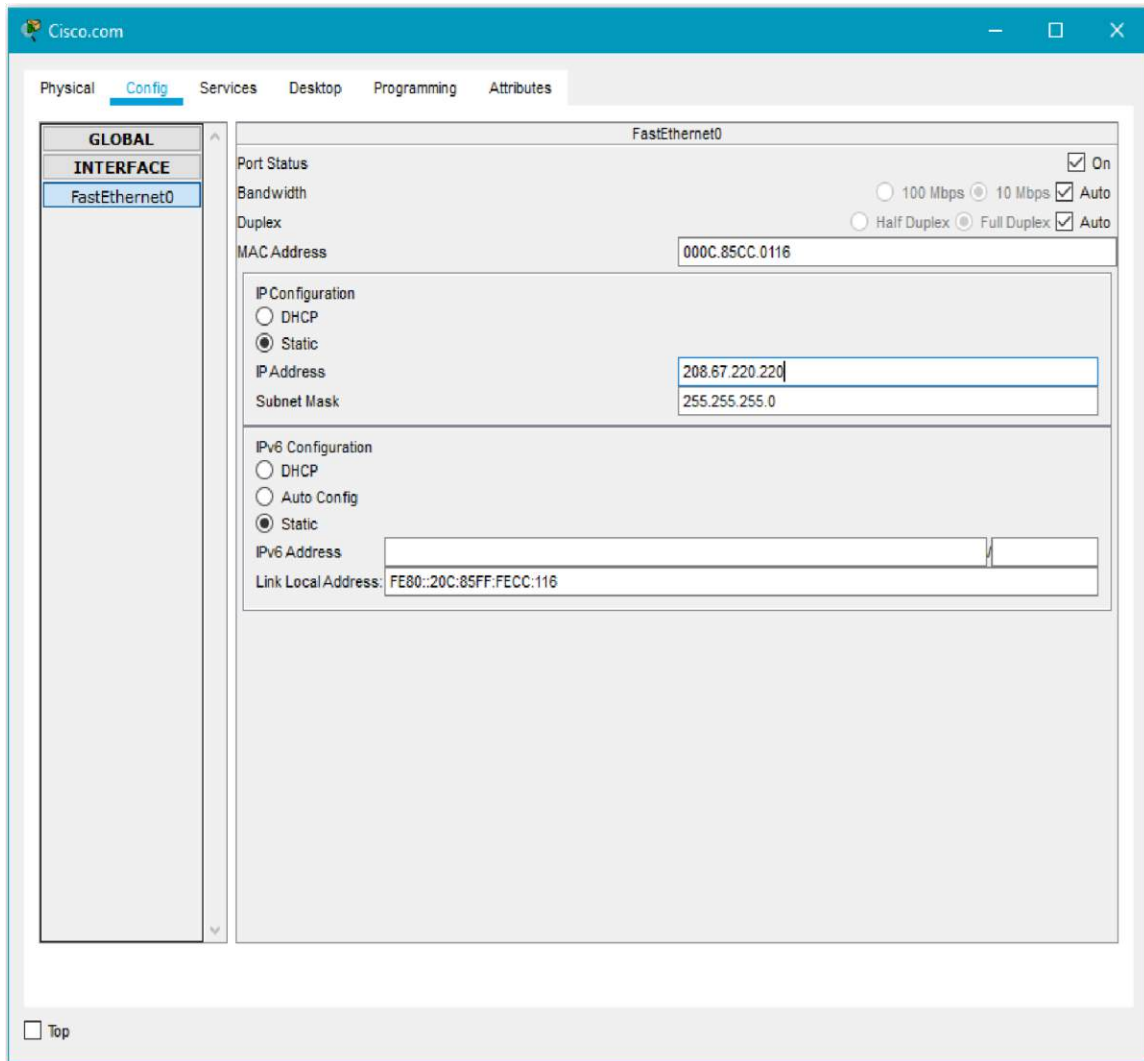 Cisco.com
Physical Config Services Desktop Programming Attributes
GLOBAL
INTERFACE
FastEthernet0
FastEthernet0
Port Status On
Bandwidth 100 Mbps 10 Mbps Auto
Duplex Half Duplex Full Duplex Auto
MAC Address 000C.85CC.0116
IP Configuration
DHCP
Static
IP Address 208.67.220.220
Subnet Mask 255.255.255.0
IPv6 Configuration
DHCP
Auto Config
Static
IPv6 Address /
Link Local Address: FE80::20C:85FF:FECC:116
Top